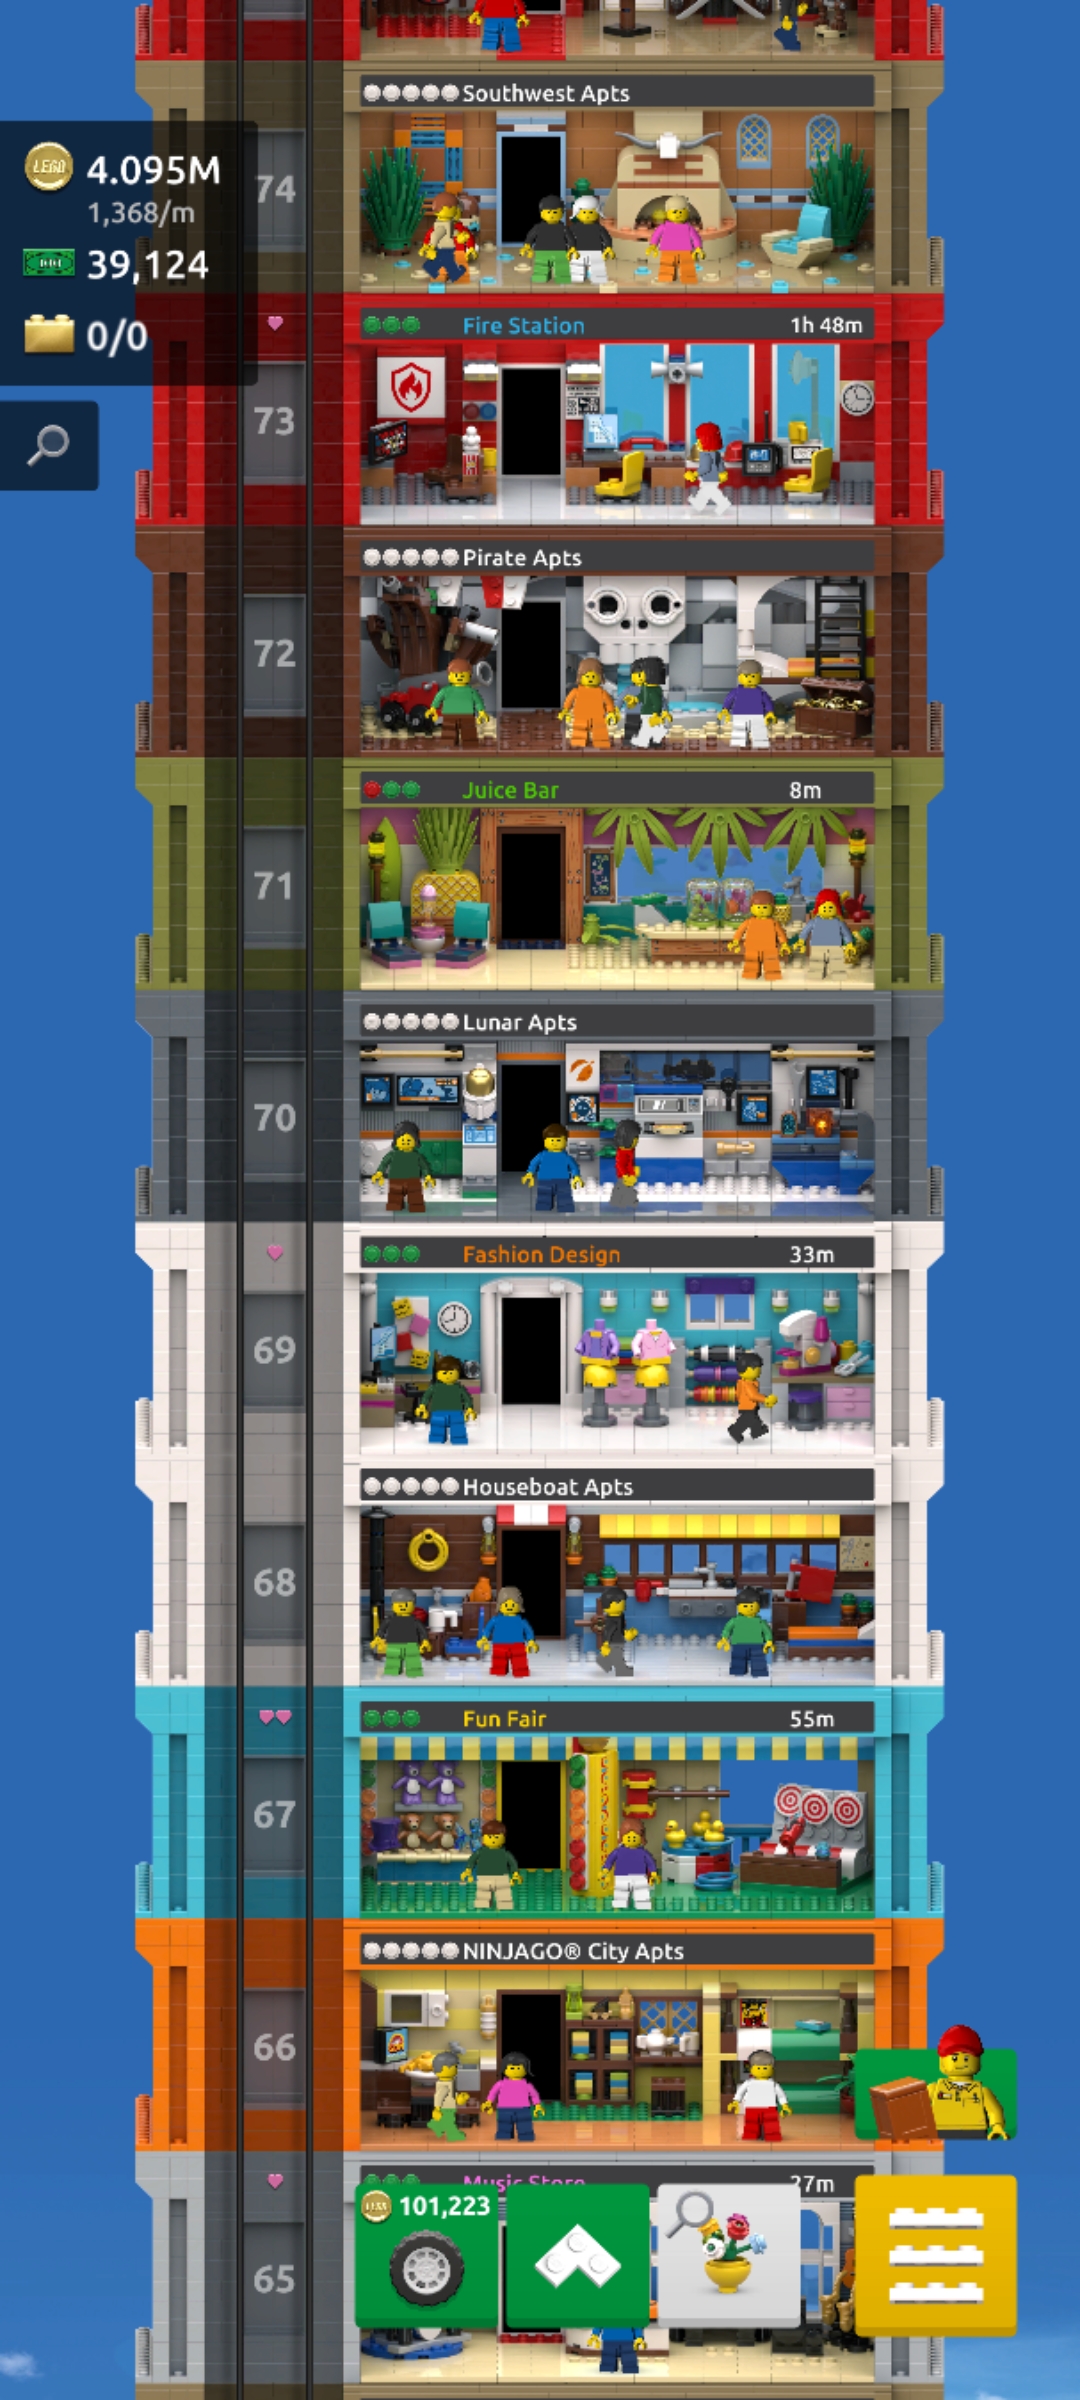 Southwest Apts
4.095M
1,368/m
39,124
0/0
74
Fire Station 1h 48m
73
Pirate Apts
72
Juice Bar 8m
71
Lunar Apts
70
Fashion Design 33m
69
Houseboat Apts
68
Fun Fair 55m
67
NINJAGO® City Apts
66
Music Store 27m
101,223
65